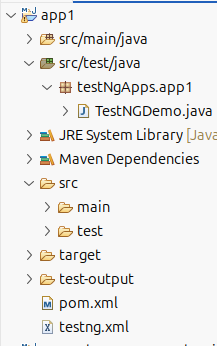 app1
src/main/java
src/test/java
testNgApps.app1
TestNGDemo.java
JRE System Library [Java
Maven Dependencies
src
main
test
target
test-output
pom.xml
testng.xml